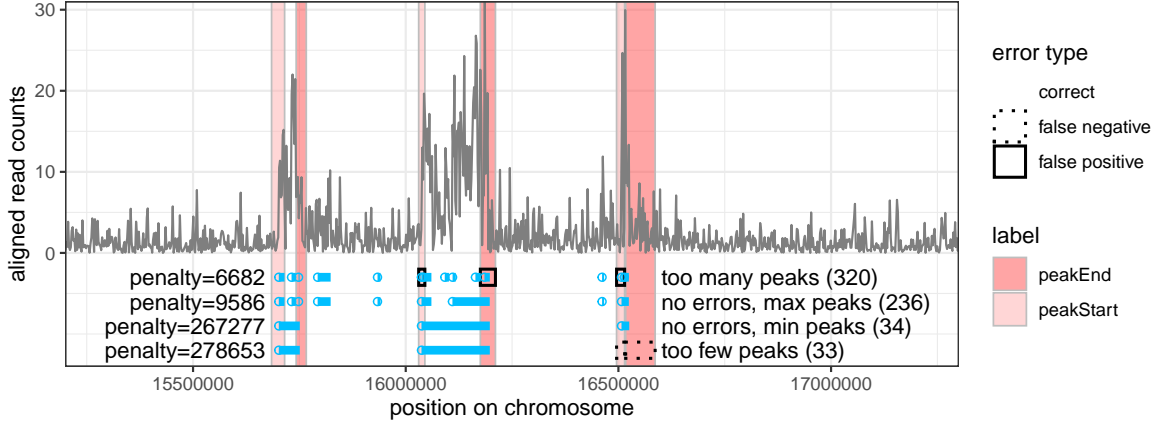 30
20
10
0
aligned read counts
penalty=6682 too many peaks (320)
penalty=9586 no errors, max peaks (236)
penalty=267277 no errors, min peaks (34)
penalty=278653 too few peaks (33)
15500000 16000000 16500000 17000000
position on chromosome
error type
correct
false negative
false positive
label
peakEnd
peakStart